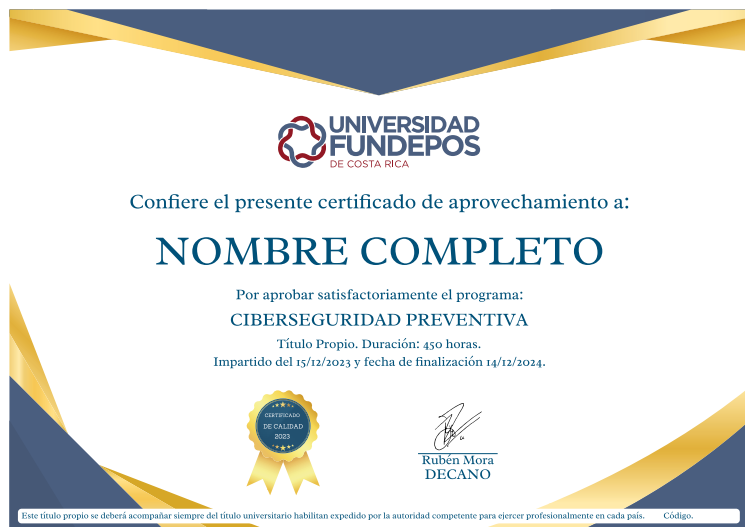 UNIVERSIDAD
FUNDEPOS
DE COSTA RICA
Confiere el presente certificado de aprovechamiento a:
NOMBRE COMPLETO
Por aprobar satisfactoriamente el programa:
CIBERSEGURIDAD PREVENTIVA
Título Propio. Duración: 450 horas.
Impartido del 15/12/2023 y fecha de finalización 14/12/2024.
CERTIFICADO
DE CALIDAD
2023
Rubén Mora
DECANO
Este título propio se deberá acompañar siempre del título universitario habilitan expedido por la autoridad competente para ejercer profesionalmente en cada país. Código.